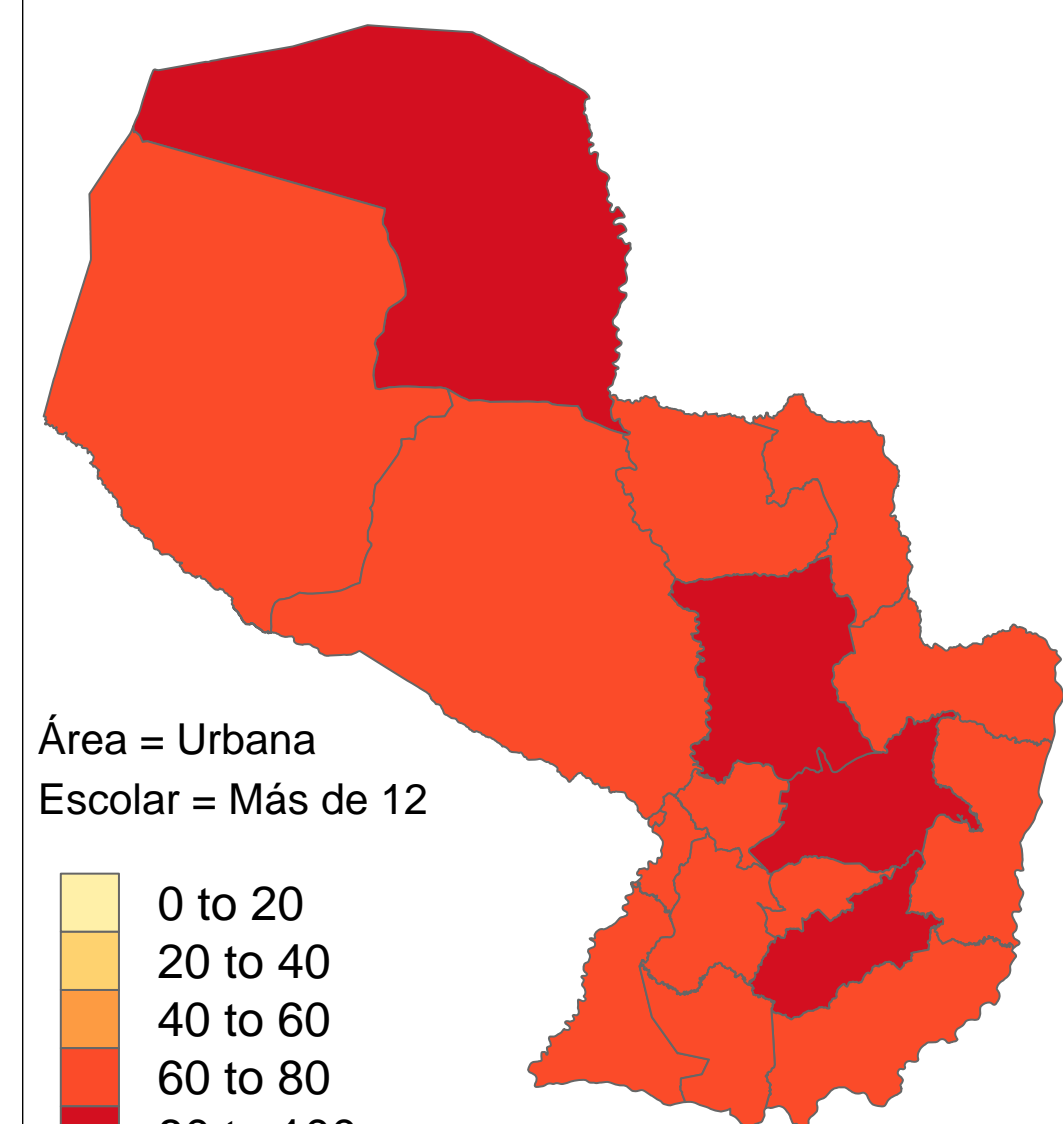 Área = Urbana
Escolar = Más de 12
0 to 20
20 to 40
40 to 60
60 to 80